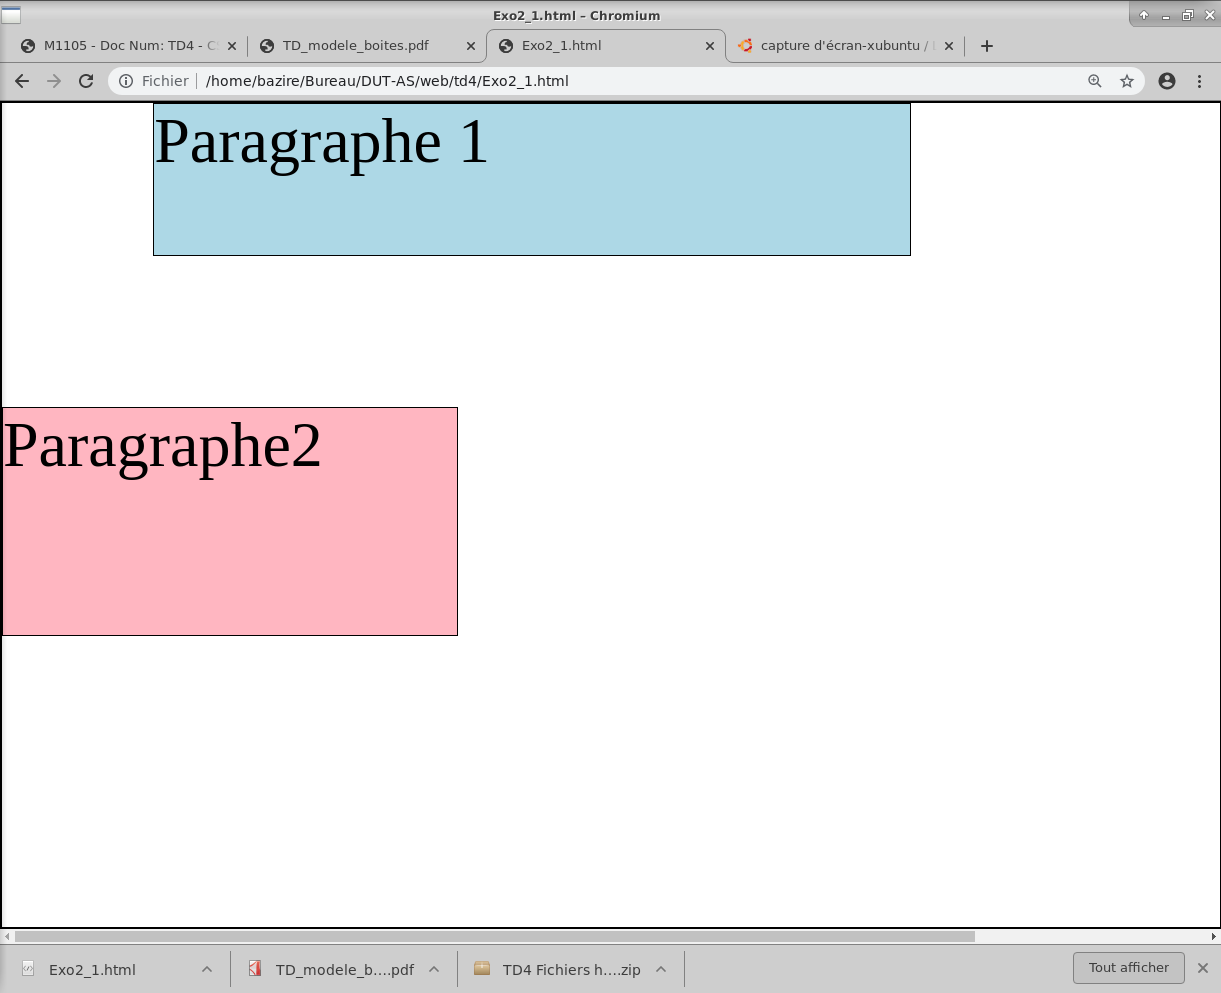 Exo2_1.html – Chromium
M1105 - Doc Num: TD4 - C
TD_modele_boites.pdf
Exo2_1.html
capture d'écran-xubuntu /
Fichier
/home/bazire/Bureau/DUT-AS/web/td4/Exo2_1.html
Paragraphe 1
Paragraphe2
Exo2_1.html
TD_modele_b....pdf
TD4 Fichiers h....zip
Tout afficher